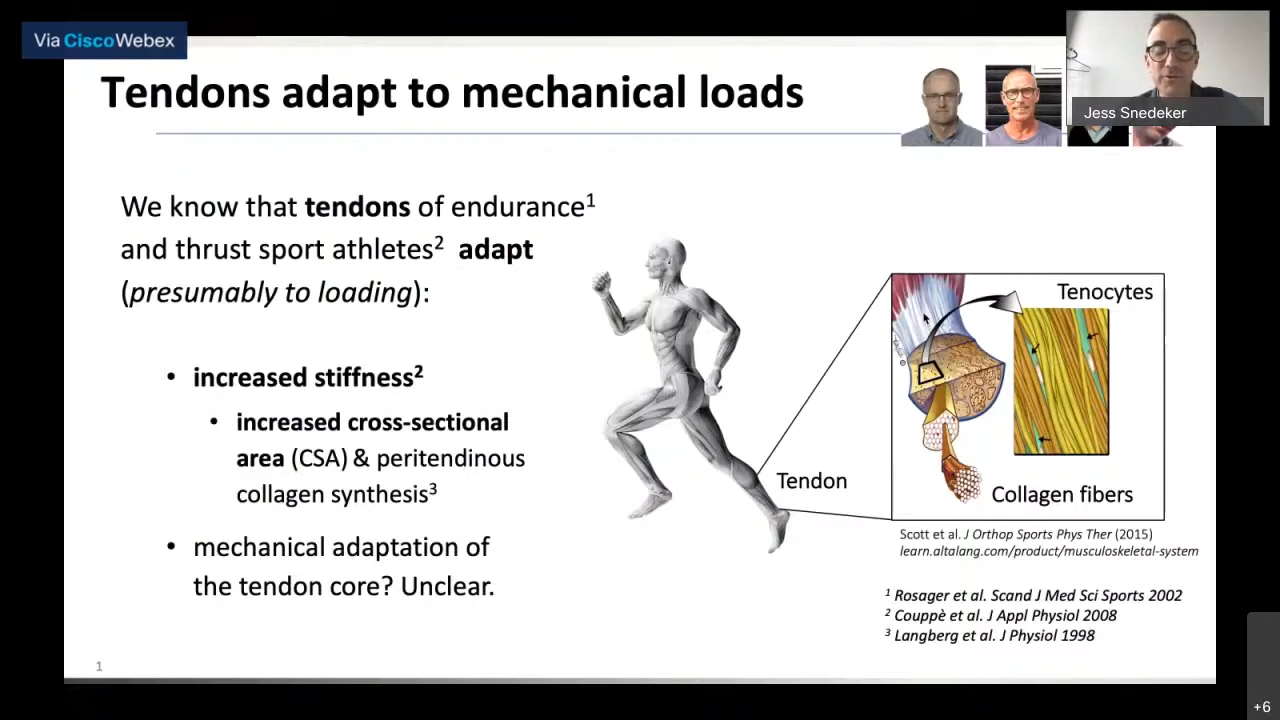 Via Cisco Webex
Tendons adapt to mechanical loads
Jess Snedeker
We know that tendons of endurance¹
and thrust sport athletes² adapt
(presumably to loading):
• increased stiffness²
• increased cross-sectional
area (CSA) & peritendinous
collagen synthesis³
• mechanical adaptation of
the tendon core? Unclear.
Tendon
Tenocytes
Collagen fibers
Scott et al. J Orthop Sports Phys Ther (2015)
learn.altalang.com/product/musculoskeletal-system
¹ Rosager et al. Scand J Med Sci Sports 2002
² Couppè et al. J Appl Physiol 2008
³ Langberg et al. J Physiol 1998
1
+6